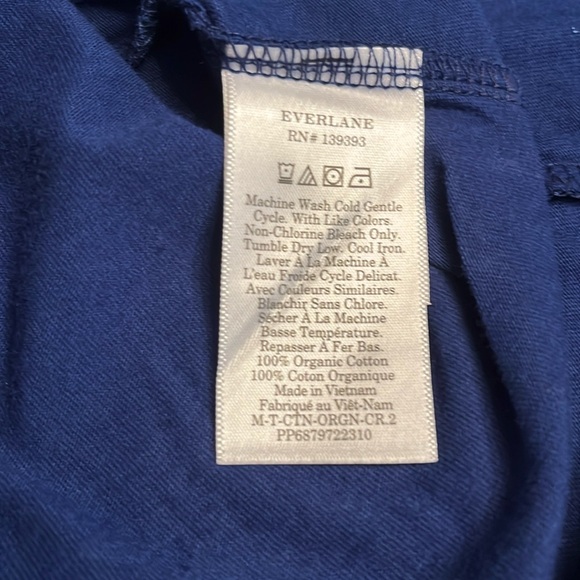 EVERLANE
RN# 139393
Machine Wash Cold Gentle
Cycle. With Like Colors.
Non-Chlorine Bleach Only.
Tumble Dry Low. Cool Iron.
Laver À La Machine À
L'eau Froide Cycle Delicat.
Avec Couleurs Similaires.
Blanchir Sans Chlore.
Sécher À La Machine
Basse Température.
Repasser À Fer Bas.
100% Organic Cotton
100% Coton Organique
Made in Vietnam
Fabriqué au Viêt-Nam
M-T-CTN-ORGN-CR.2
PP6879722310